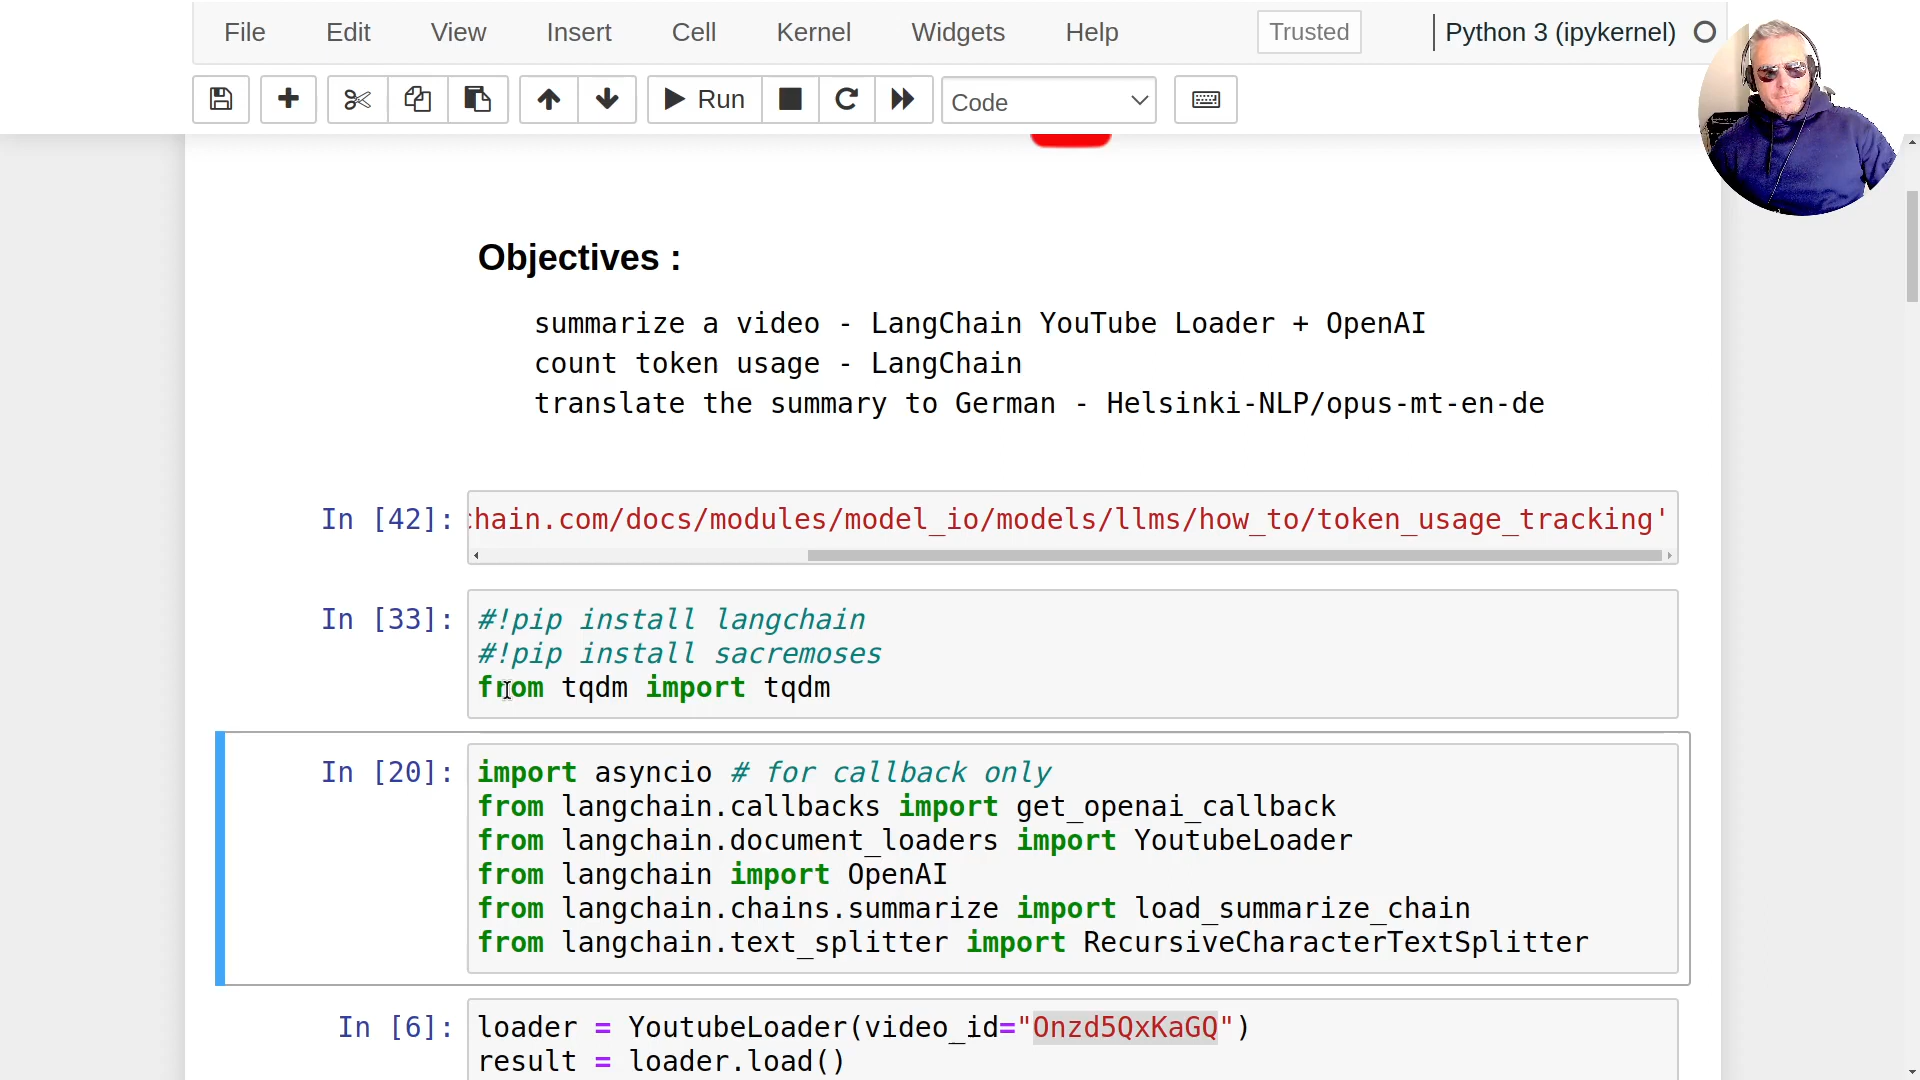 File Edit View Insert Cell Kernel Widgets Help Trusted Python 3 (ipykernel)
Run Code
Objectives :
summarize a video - LangChain YouTube Loader + OpenAI
count token usage - LangChain
translate the summary to German - Helsinki-NLP/opus-mt-en-de
In [42]: chain.com/docs/modules/model_io/models/llms/how_to/token_usage_tracking'
In [33]: #!pip install langchain
#!pip install sacremoses
from tqdm import tqdm
In [20]: import asyncio # for callback only
from langchain.callbacks import get_openai_callback
from langchain.document_loaders import YoutubeLoader
from langchain import OpenAI
from langchain.chains.summarize import load_summarize_chain
from langchain.text_splitter import RecursiveCharacterTextSplitter
In [6]: loader = YoutubeLoader(video_id="Onzd5QxKaGQ")
result = loader.load()